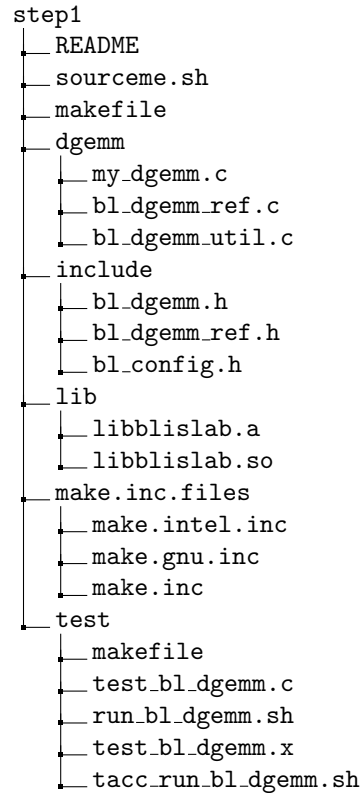 step1
README
sourceme.sh
makefile
dgemm
my_dgemm.c
bl_dgemm_ref.c
bl_dgemm_util.c
include
bl_dgemm.h
bl_dgemm_ref.h
bl_config.h
lib
libblislab.a
libblislab.so
make.inc.files
make.intel.inc
make.gnu.inc
make.inc
test
makefile
test_bl_dgemm.c
run_bl_dgemm.sh
test_bl_dgemm.x
tacc_run_bl_dgemm.sh